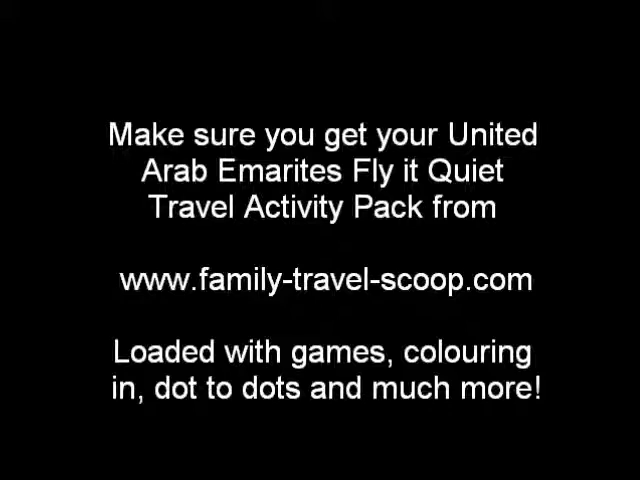 Make sure you get your United
Arab Emarites Fly it Quiet
Travel Activity Pack from
www.family-travel-scoop.com
Loaded with games, colouring
in, dot to dots and much more!